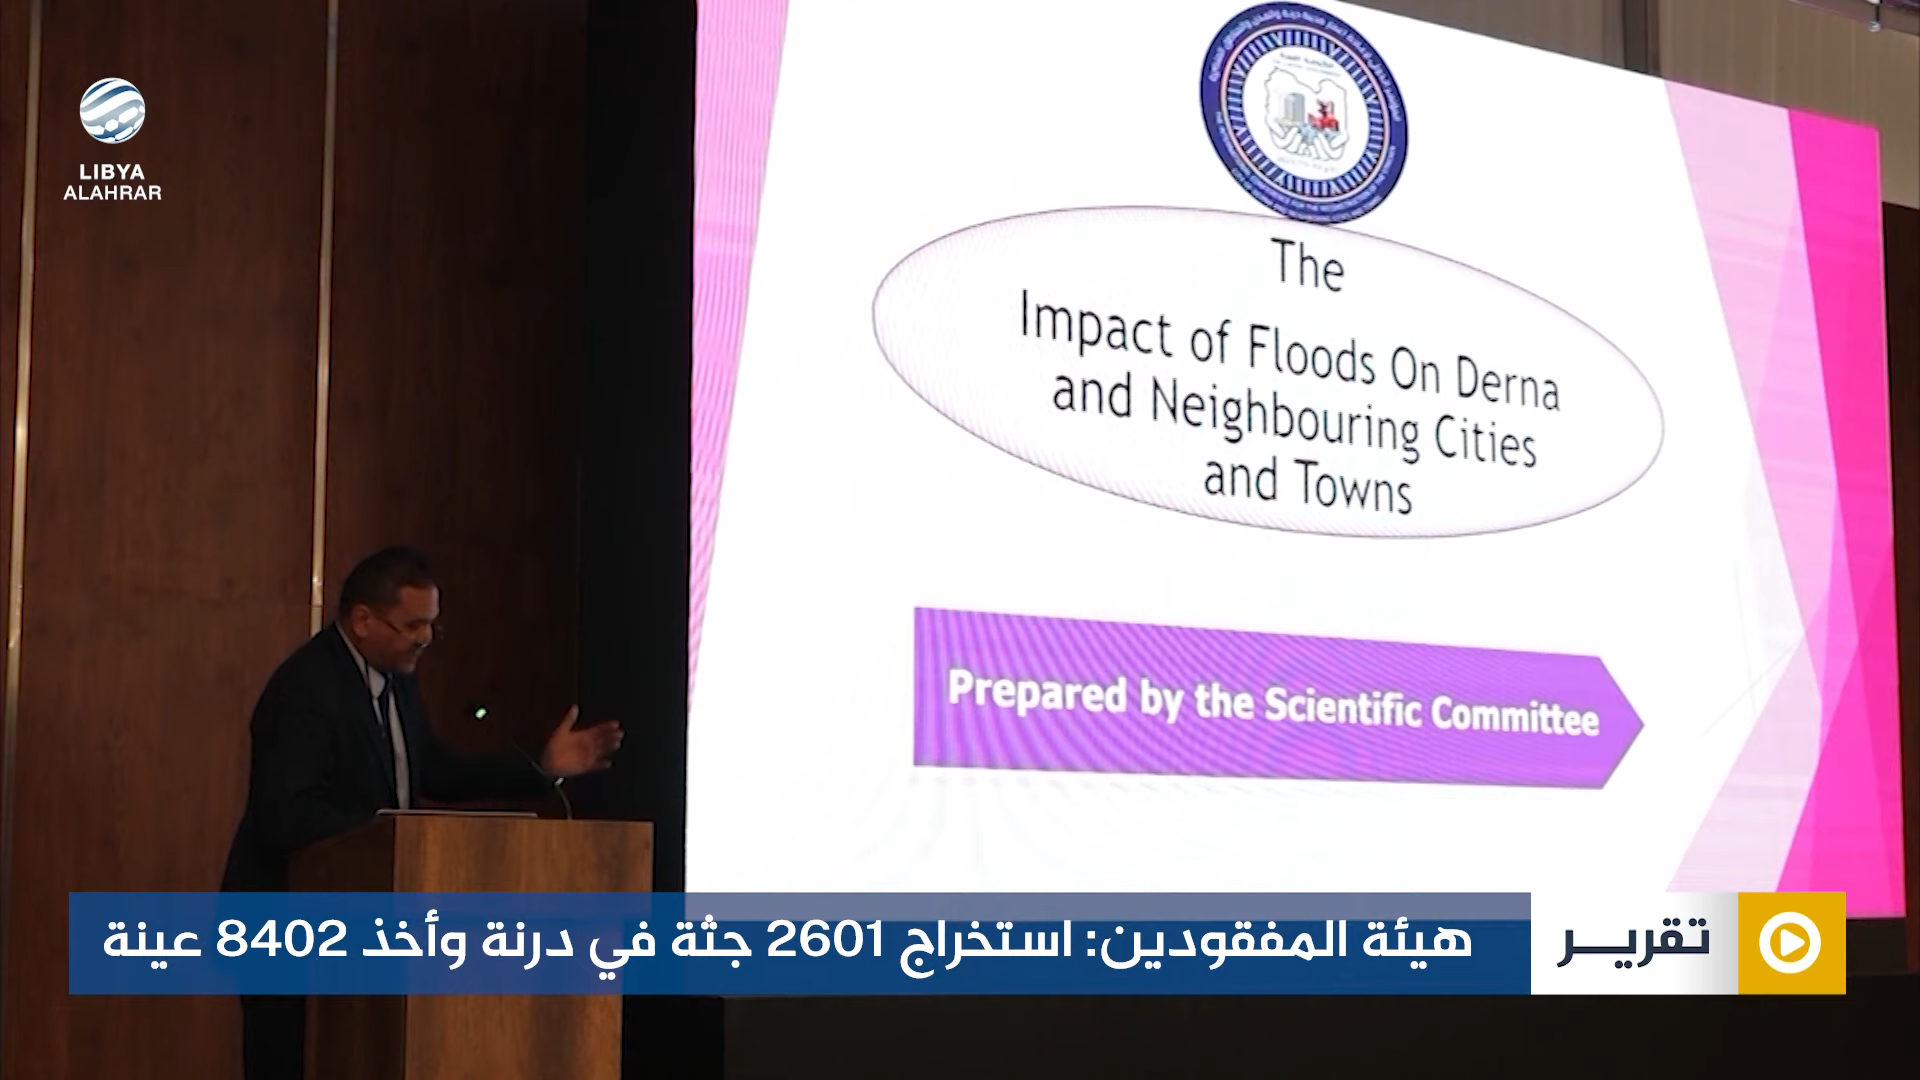 LIBYA
ALAHRAR
The
Impact of Floods On Derna
and Neighbouring Cities
and Towns
Prepared by the Scientific Committee
تقريـــر
هيئة المفقودين: استخراج 2601 جثة في درنة وأخذ 8402 عينة